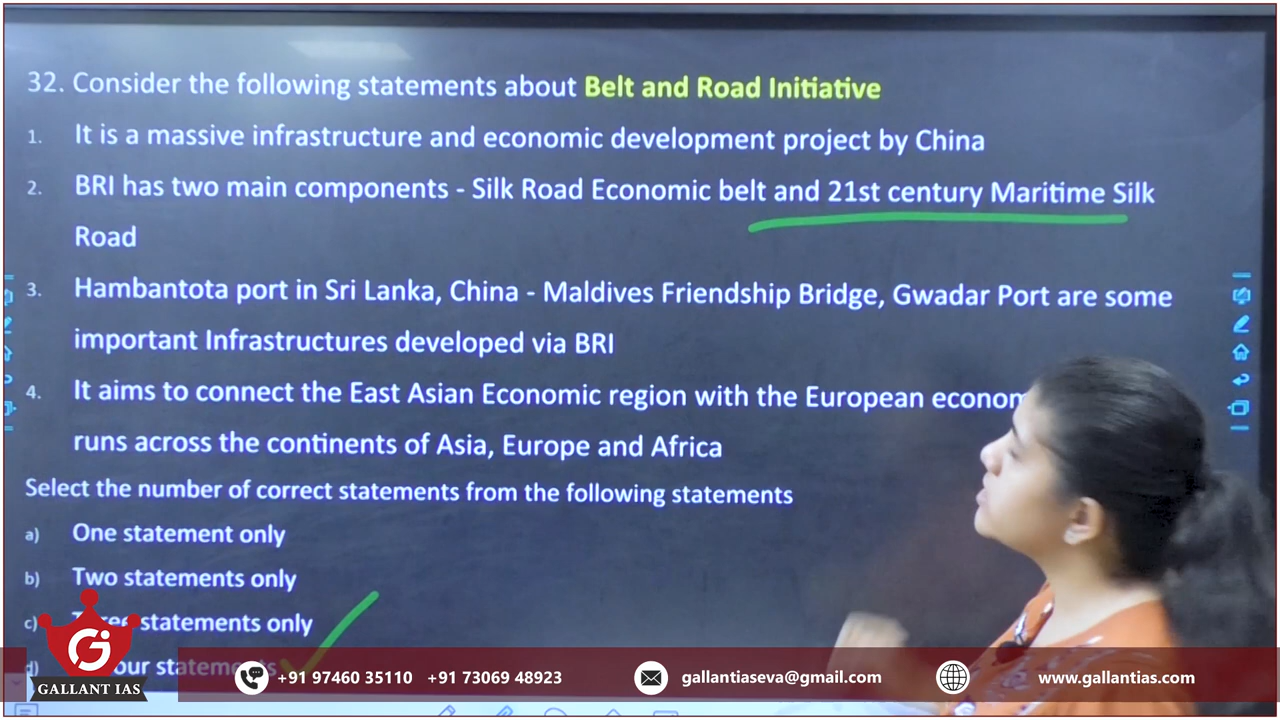 32. Consider the following statements about Belt and Road Initiative
1. It is a massive infrastructure and economic development project by China
2. BRI has two main components - Silk Road Economic belt and 21st century Maritime Silk
Road
3. Hambantota port in Sri Lanka, China - Maldives Friendship Bridge, Gwadar Port are some
important Infrastructures developed via BRI
4. It aims to connect the East Asian Economic region with the European
runs across the continents of Asia, Europe and Africa
Select the number of correct statements from the following statements
a) One statement only
b) Two statements only
c) statements only
d) statements
Gi
GALLANT IAS
+91 97460 35110 +91 73069 48923
gallantiaseva@gmail.com
www.gallantias.com